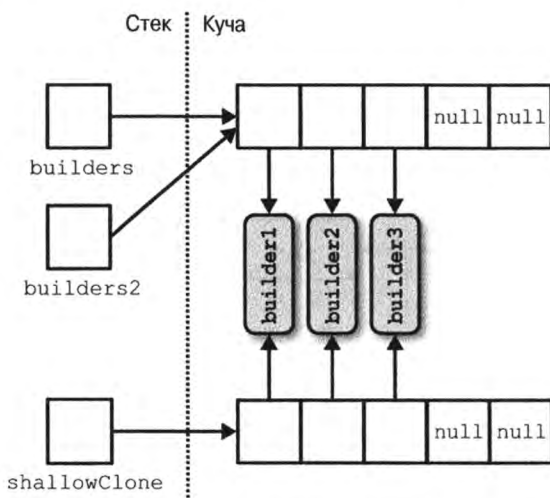 Стек Куча
null null
builders
builder1 builder2 builder3
builders2
null null
shallowClone